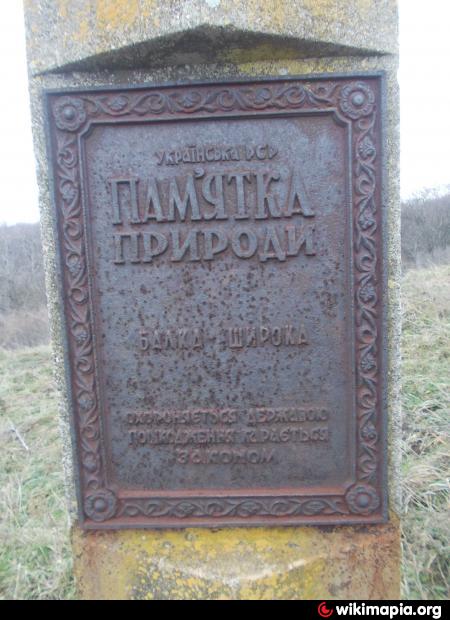 УКРАЇНСЬКА РСР
ПАМ'ЯТКА
ПРИРОДИ
БАЛКА ШИРОКА
ОХОРОНЯЄТЬСЯ ДЕРЖАВОЮ
ПОШКОДЖЕННЯ КАРАЄТЬСЯ
ЗАКОНОМ
wikimapia.org